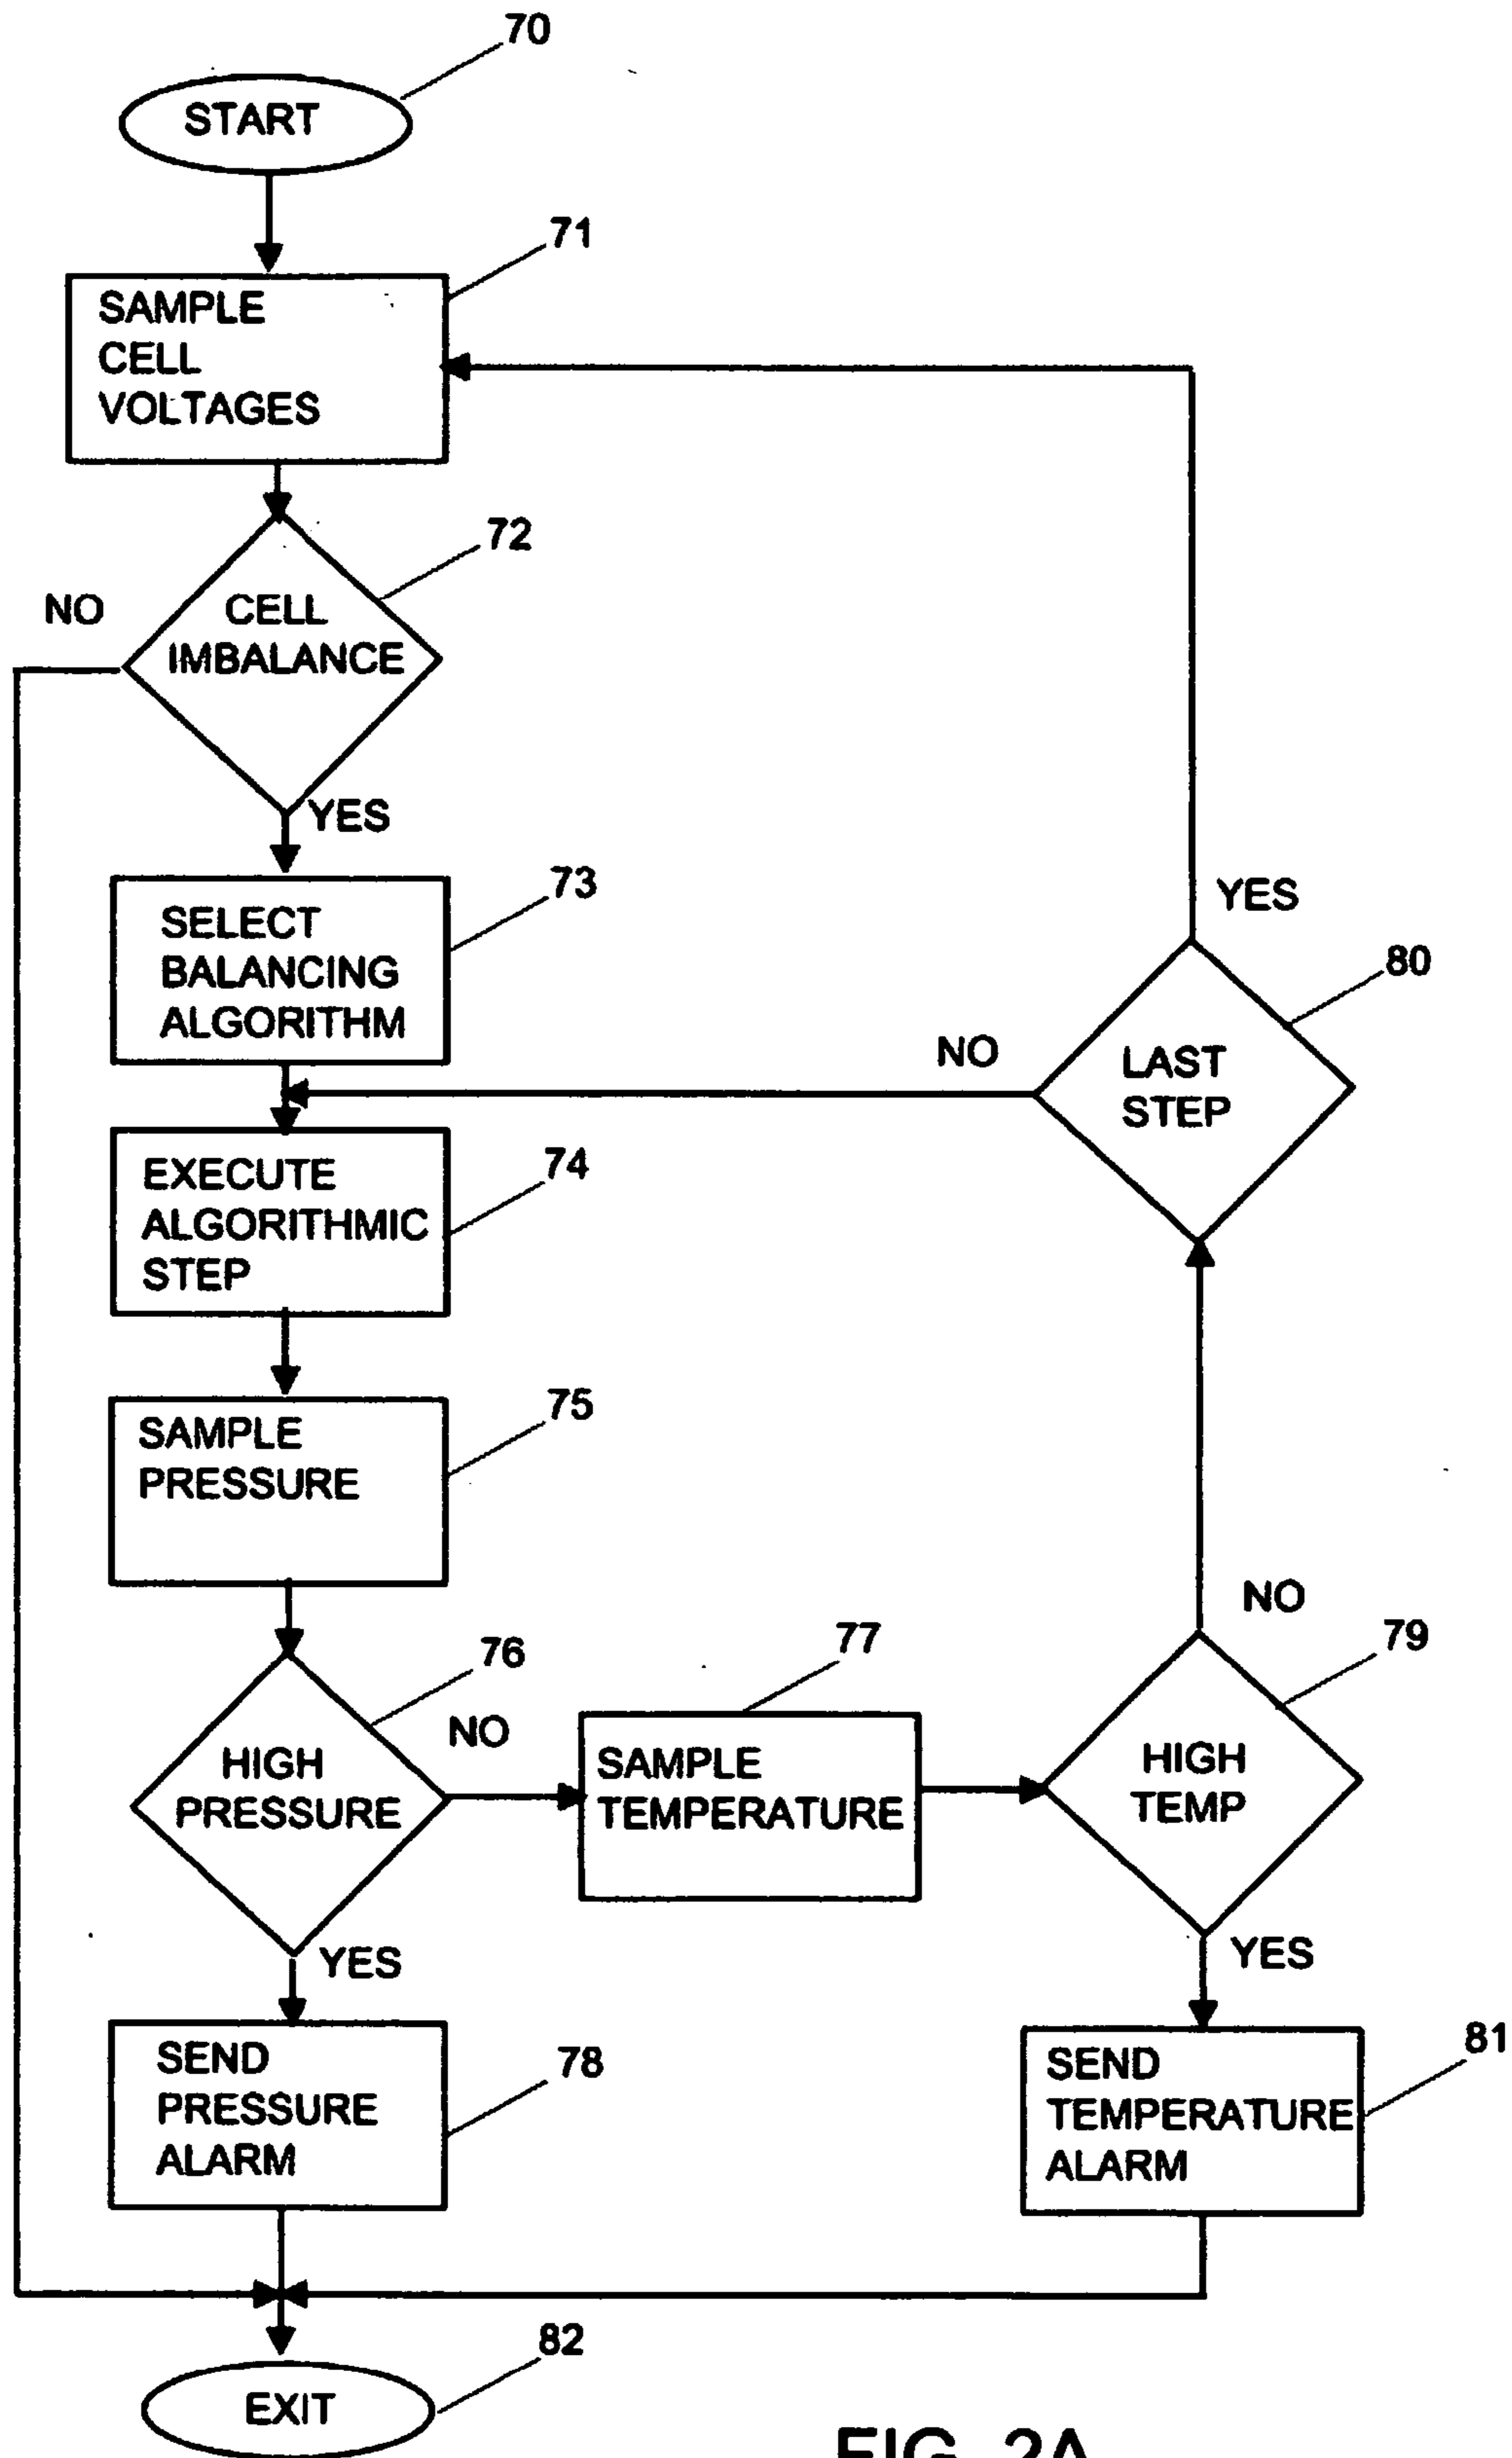 70
START
71
SAMPLE
CELL
VOLTAGES
72
NO
CELL
IMBALANCE
YES
73
SELECT
BALANCING
ALGORITHM
YES
80
NO
LAST
STEP
74
EXECUTE
ALGORITHMIC
STEP
75
SAMPLE
PRESSURE
76
NO
HIGH
PRESSURE
YES
77
SAMPLE
TEMPERATURE
NO
79
HIGH
TEMP
YES
78
SEND
PRESSURE
ALARM
81
SEND
TEMPERATURE
ALARM
82
EXIT
FIG. 2A